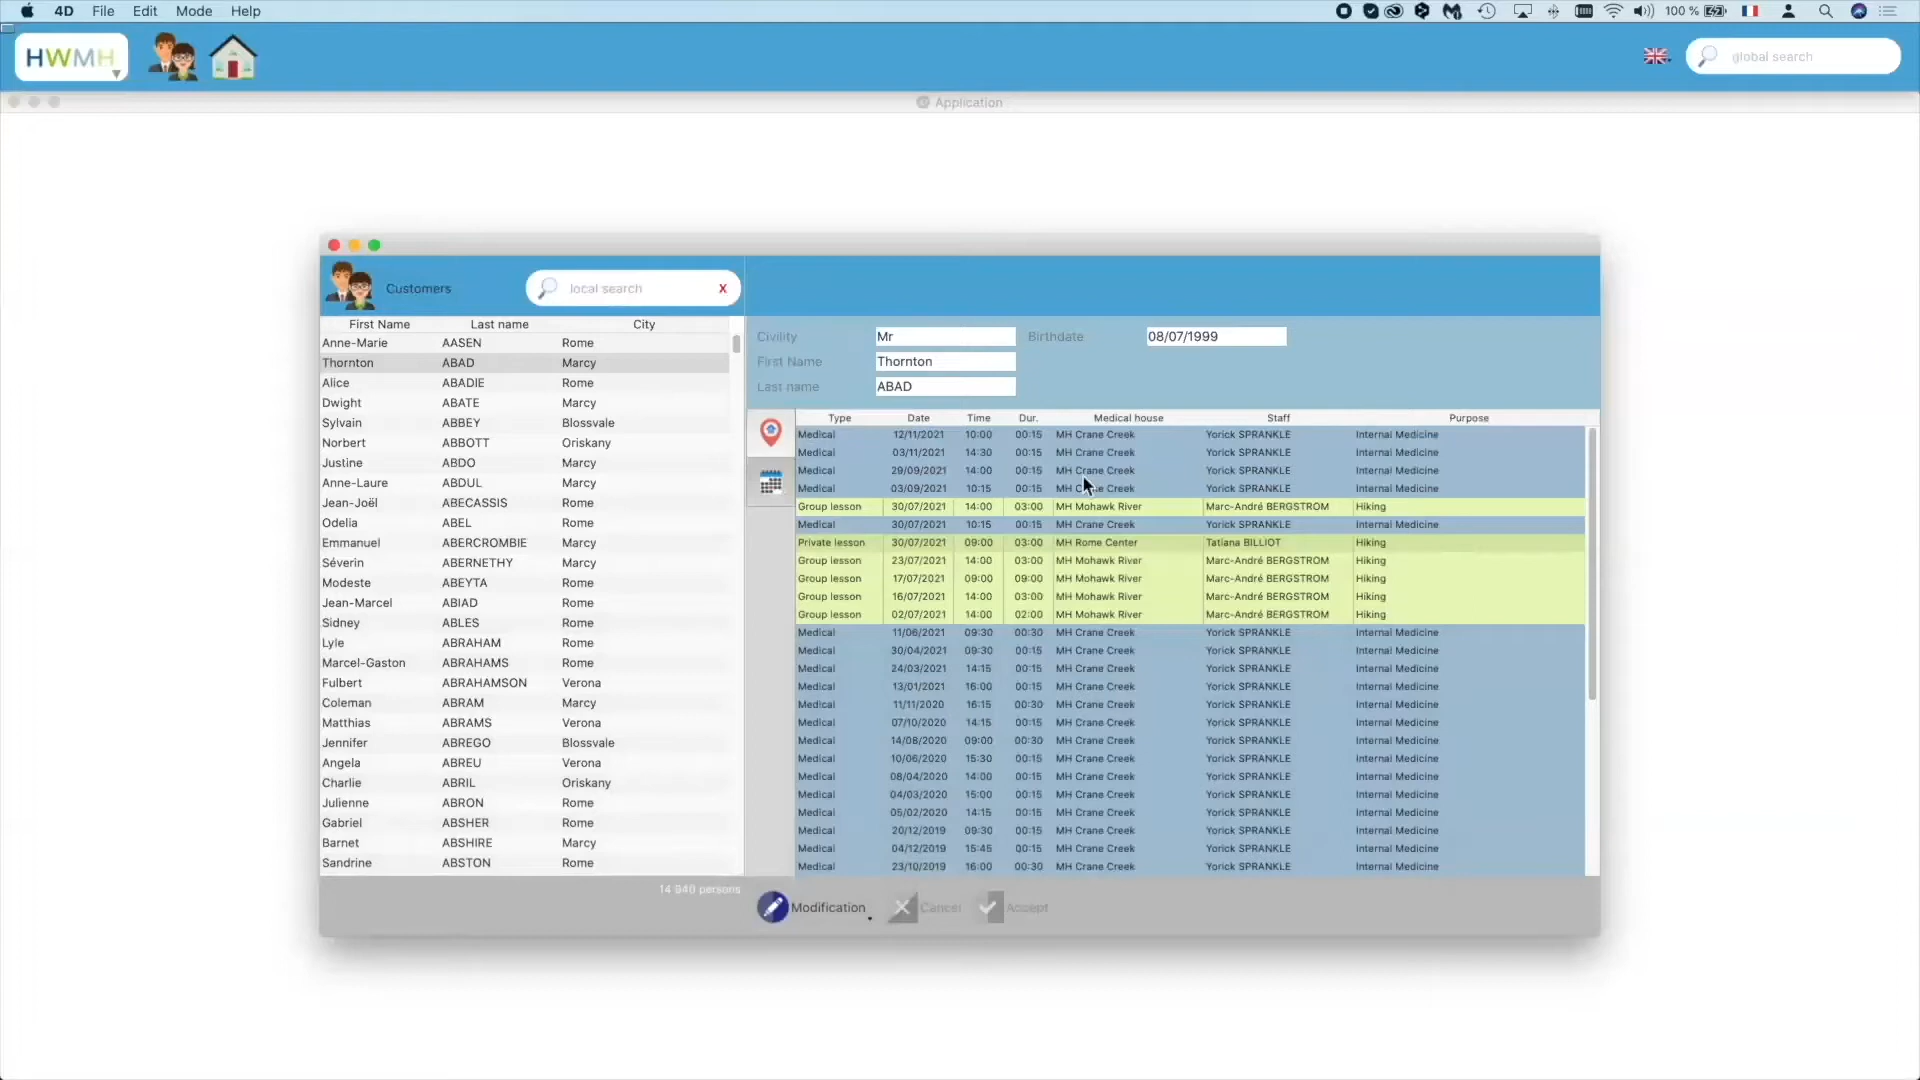 4D File Edit Mode Help 100 %
HWMH global search
Application
Customers local search X
First Name Last name City
Anne-Marie AASEN Rome
Thornton ABAD Marcy
Alice ABADIE Rome
Dwight ABATE Marcy
Sylvain ABBEY Blossvale
Norbert ABBOTT Oriskany
Justine ABDO Marcy
Anne-Laure ABDUL Marcy
Jean-Joël ABECASSIS Rome
Odelia ABEL Rome
Emmanuel ABERCROMBIE Marcy
Séverin ABERNETHY Marcy
Modeste ABEYTA Rome
Jean-Marcel ABIAD Rome
Sidney ABLES Rome
Lyle ABRAHAM Rome
Marcel-Gaston ABRAHAMS Rome
Fulbert ABRAHAMSON Verona
Coleman ABRAM Marcy
Matthias ABRAMS Verona
Jennifer ABREGO Blossvale
Angela ABREU Verona
Charlie ABRIL Oriskany
Julienne ABRON Rome
Gabriel ABSHER Rome
Barnet ABSHIRE Marcy
Sandrine ABSTON Rome
14 946 persons
Civility Mr Birthdate 08/07/1999
First Name Thornton
Last name ABAD
Type Date Time Dur. Medical house Staff Purpose
Medical 12/11/2021 10:00 00:15 MH Crane Creek Yorick SPRANKLE Internal Medicine
Medical 03/11/2021 14:30 00:15 MH Crane Creek Yorick SPRANKLE Internal Medicine
Medical 29/09/2021 14:00 00:15 MH Crane Creek Yorick SPRANKLE Internal Medicine
Medical 03/09/2021 10:15 00:15 MH Crane Creek Yorick SPRANKLE Internal Medicine
Group lesson 30/07/2021 14:00 03:00 MH Mohawk River Marc-André BERGSTROM Hiking
Medical 30/07/2021 10:15 00:15 MH Crane Creek Yorick SPRANKLE Internal Medicine
Private lesson 30/07/2021 09:00 03:00 MH Rome Center Tatiana BILLIOT Hiking
Group lesson 23/07/2021 14:00 03:00 MH Mohawk River Marc-André BERGSTROM Hiking
Group lesson 17/07/2021 09:00 09:00 MH Mohawk River Marc-André BERGSTROM Hiking
Group lesson 16/07/2021 14:00 03:00 MH Mohawk River Marc-André BERGSTROM Hiking
Group lesson 02/07/2021 14:00 02:00 MH Mohawk River Marc-André BERGSTROM Hiking
Medical 11/06/2021 09:30 00:30 MH Crane Creek Yorick SPRANKLE Internal Medicine
Medical 30/04/2021 09:30 00:15 MH Crane Creek Yorick SPRANKLE Internal Medicine
Medical 24/03/2021 14:15 00:15 MH Crane Creek Yorick SPRANKLE Internal Medicine
Medical 13/01/2021 16:00 00:15 MH Crane Creek Yorick SPRANKLE Internal Medicine
Medical 11/11/2020 16:15 00:30 MH Crane Creek Yorick SPRANKLE Internal Medicine
Medical 07/10/2020 14:15 00:15 MH Crane Creek Yorick SPRANKLE Internal Medicine
Medical 14/08/2020 09:00 00:30 MH Crane Creek Yorick SPRANKLE Internal Medicine
Medical 10/06/2020 15:30 00:15 MH Crane Creek Yorick SPRANKLE Internal Medicine
Medical 08/04/2020 14:00 00:15 MH Crane Creek Yorick SPRANKLE Internal Medicine
Medical 04/03/2020 15:00 00:15 MH Crane Creek Yorick SPRANKLE Internal Medicine
Medical 05/02/2020 14:15 00:15 MH Crane Creek Yorick SPRANKLE Internal Medicine
Medical 20/12/2019 09:30 00:15 MH Crane Creek Yorick SPRANKLE Internal Medicine
Medical 04/12/2019 15:45 00:15 MH Crane Creek Yorick SPRANKLE Internal Medicine
Medical 23/10/2019 16:00 00:30 MH Crane Creek Yorick SPRANKLE Internal Medicine
Modification Cancel Accept